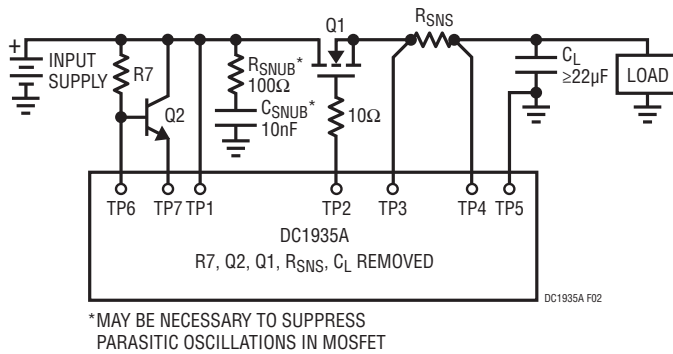 Q1
RSNS
+
INPUT
SUPPLY
R7
RSNUB*
100Ω
CSNUB*
10nF
Q2
10Ω
CL
≥22µF
LOAD
TP6
TP7
TP1
TP2
TP3
TP4
TP5
DC1935A
R7, Q2, Q1, RSNS, CL REMOVED
DC1935A F02
*MAY BE NECESSARY TO SUPPRESS
PARASITIC OSCILLATIONS IN MOSFET